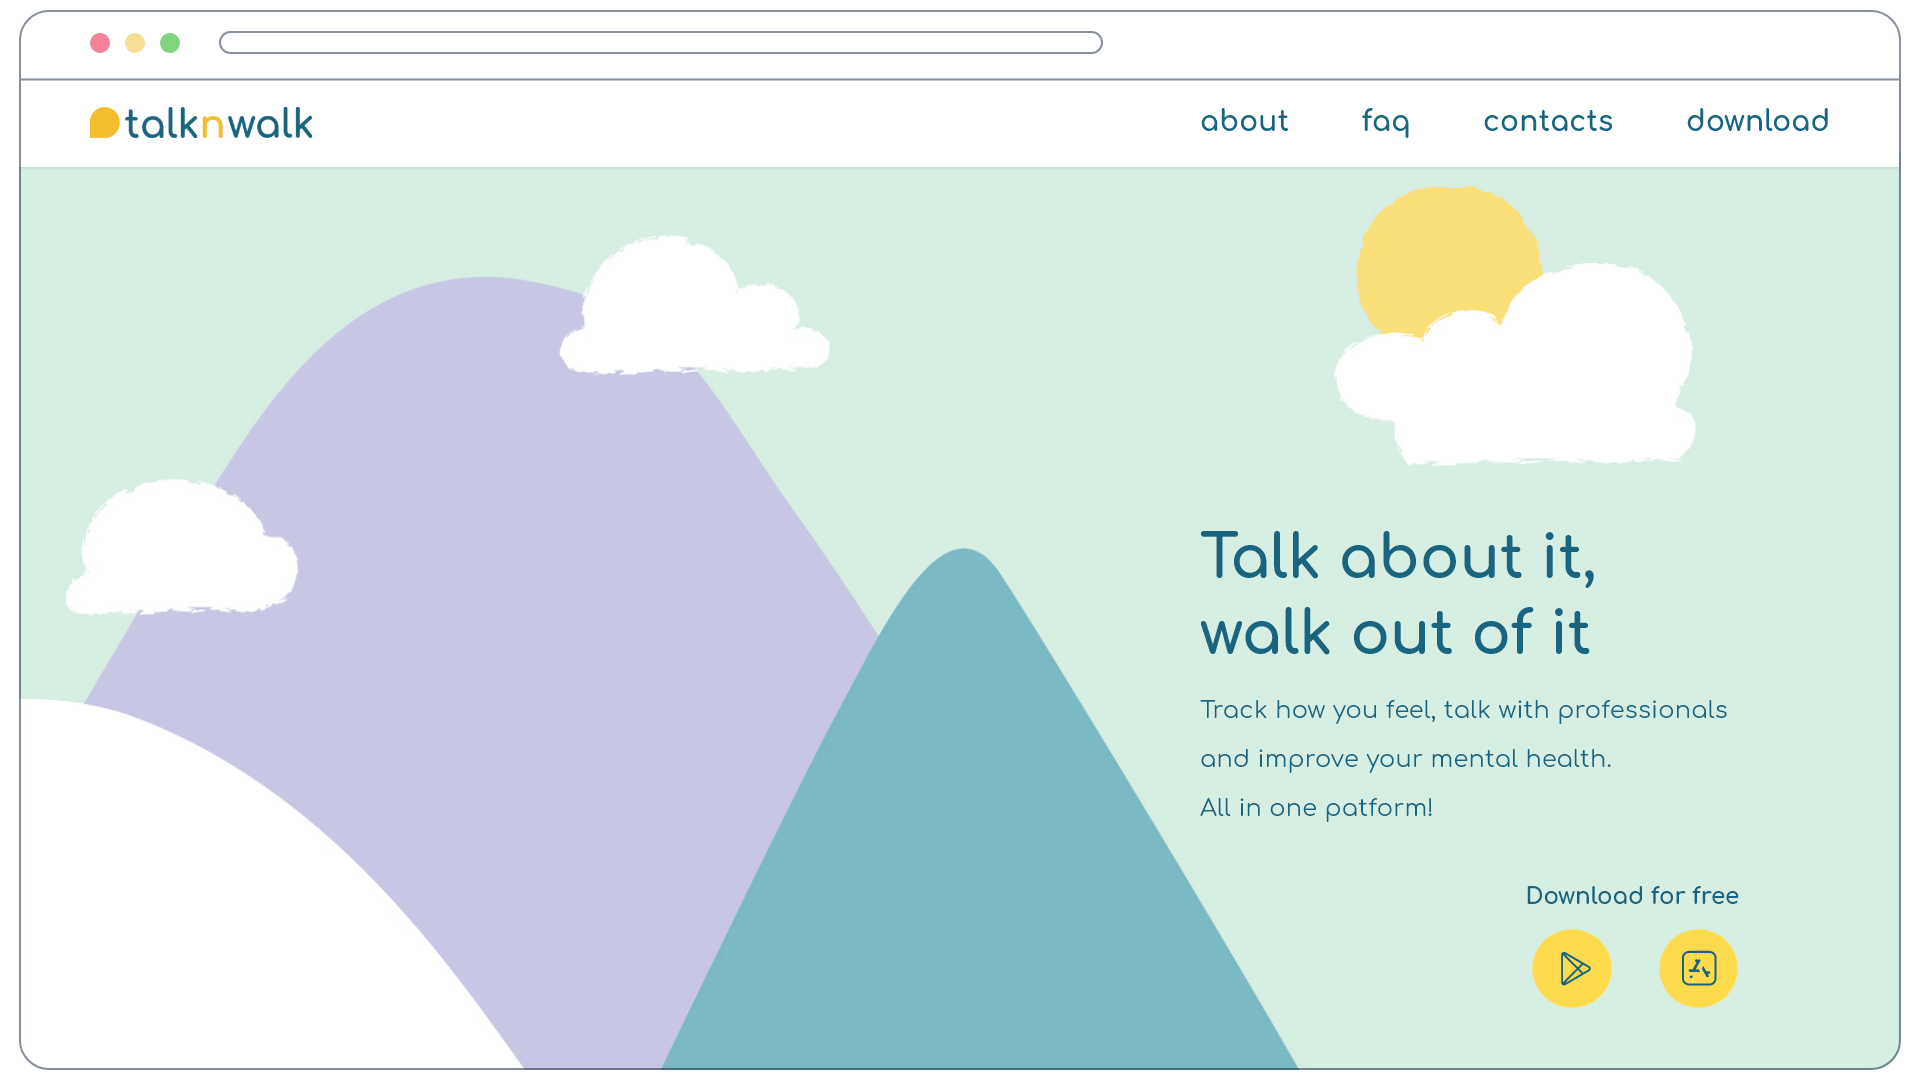 talknwalk
about faq contacts download
Talk about it,
walk out of it
Track how you feel, talk with professionals
and improve your mental health.
All in one patform!
Download for free